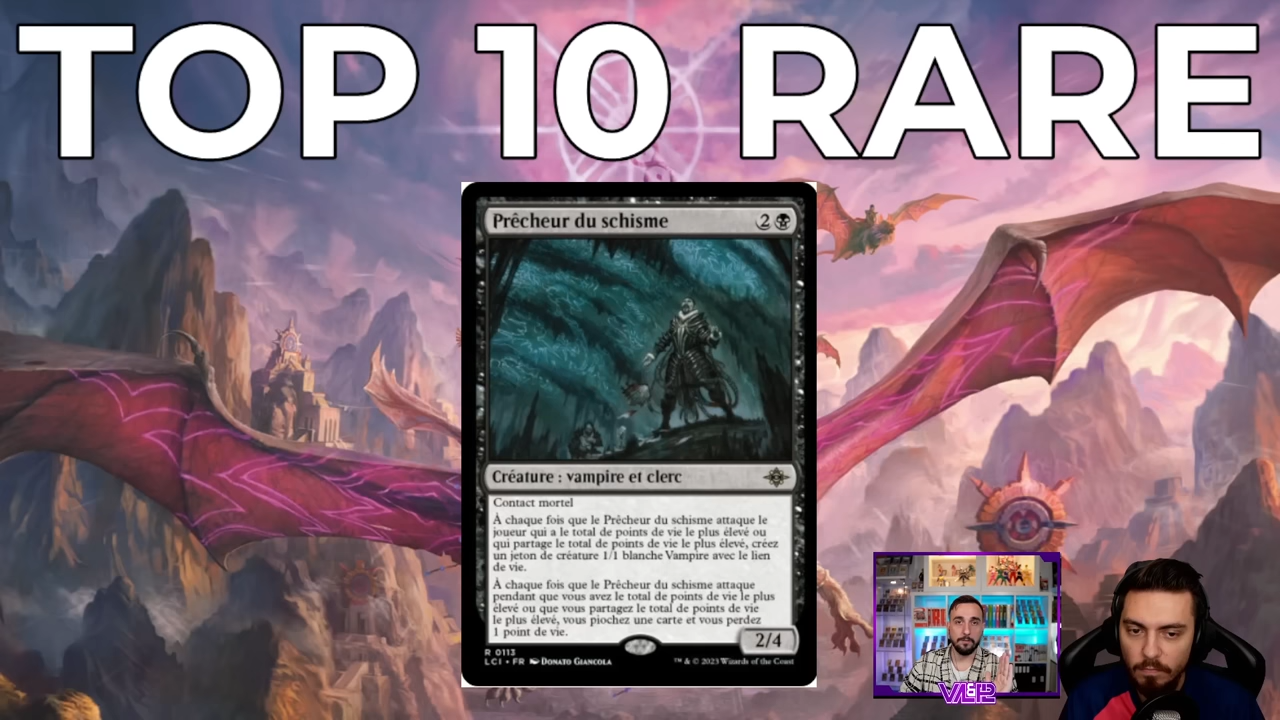 TOP 10 RARE
Prêcheur du schisme 2
Créature : vampire et clerc
Contact mortel
À chaque fois que le Prêcheur du schisme attaque le
joueur qui a le total de points de vie le plus élevé ou
qui partage le total de points de vie le plus élevé, créez
un jeton de créature 1/1 blanche Vampire avec le lien
de vie.
À chaque fois que le Prêcheur du schisme attaque
pendant que vous avez le total de points de vie le plus
élevé ou que vous partagez le total de points de vie
le plus élevé, vous piochez une carte et vous perdez
1 point de vie.
2/4
R 0113
LCI • FR Donato Giancola
™ & © 2023 Wizards of the Coast